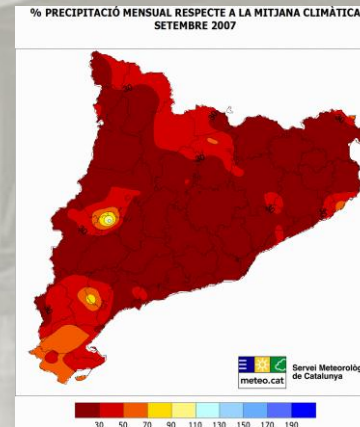 % PRECIPITACIÓ MENSUAL RESPECTE A LA MITJANA CLIMÀTICA
SETEMBRE 2007
meteo.cat
Servei Meteorològ
de Catalunya
30 50 70 90 110 130 150 170 190